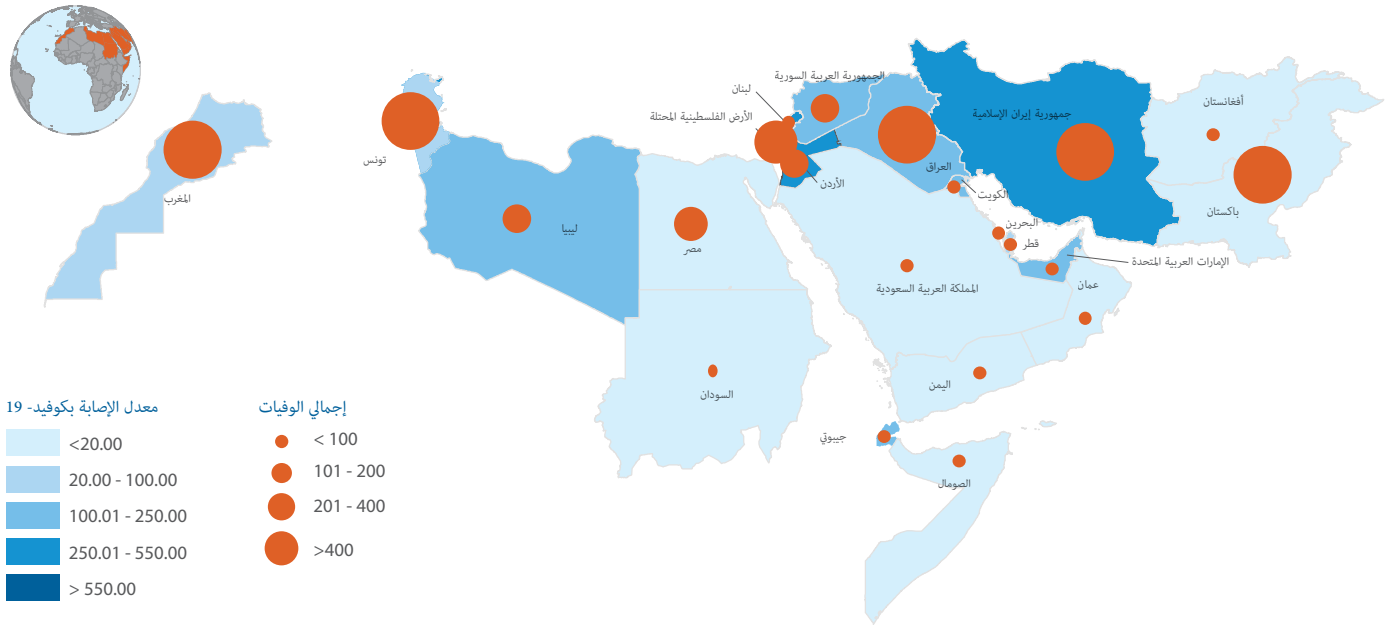 الجمهورية العربية السورية
لبنان
الأرض الفلسطينية المحتلة
تونس
المغرب
ليبيا
مصر
الأردن
العراق
الكويت
جمهورية إيران الإسلامية
أفغانستان
باكستان
البحرين
قطر
الإمارات العربية المتحدة
عمان
المملكة العربية السعودية
اليمن
السودان
جيبوتي
الصومال
معدل الإصابة بكوفيد- 19
<20.00
20.00 - 100.00
100.01 - 250.00
250.01 - 550.00
> 550.00
إجمالي الوفيات
< 100
101 - 200
201 - 400
>400